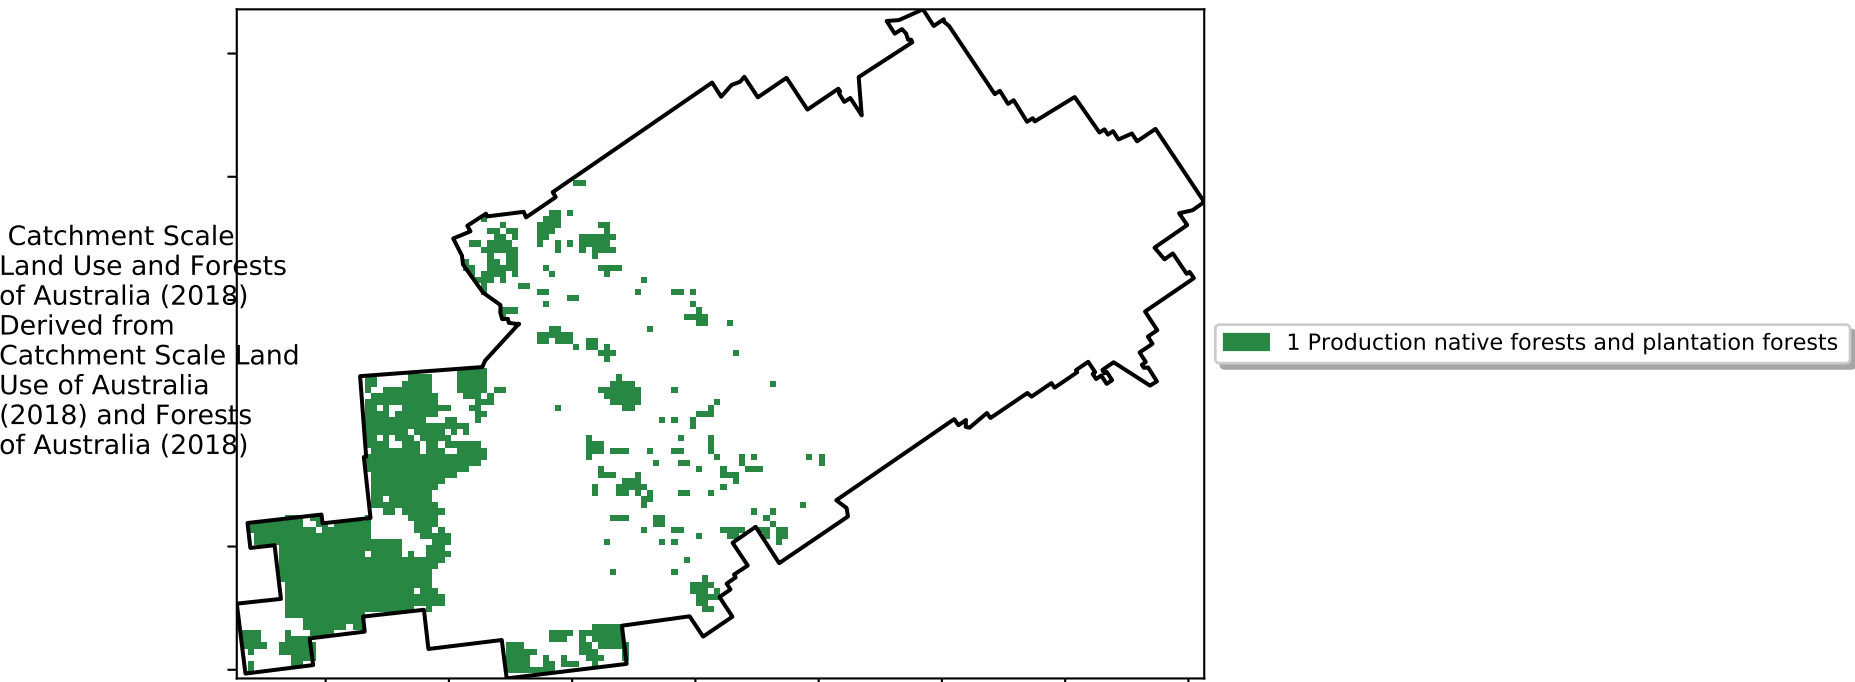 Catchment Scale
Land Use and Forests
of Australia (2018)
Derived from
Catchment Scale Land
Use of Australia
(2018) and Forests
of Australia (2018)
1 Production native forests and plantation forests